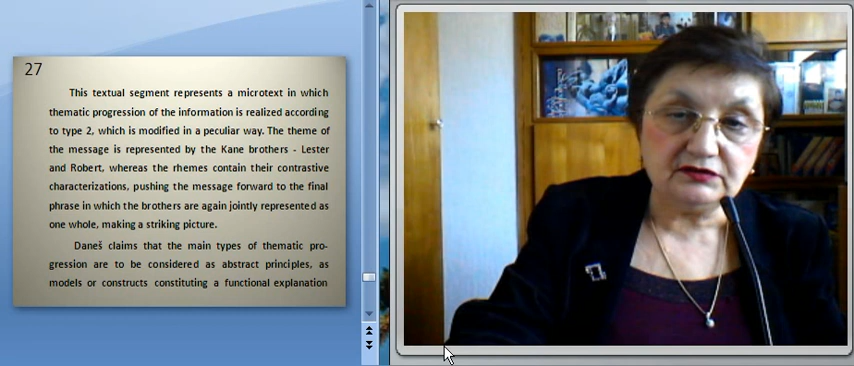 27
This textual segment represents a microtext in which
thematic progression of the information is realized according
to type 2, which is modified in a peculiar way. The theme of
the message is represented by the Kane brothers - Lester
and Robert, whereas the rhemes contain their contrastive
characterizations, pushing the message forward to the final
phrase in which the brothers are again jointly represented as
one whole, making a striking picture.
Daneš claims that the main types of thematic pro-
gression are to be considered as abstract principles, as
models or constructs constituting a functional explanation